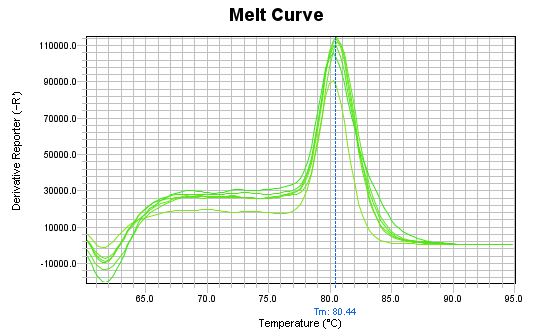 Melt Curve
Derivative Reporter (-R')
110000.0
90000.0
70000.0
50000.0
30000.0
10000.0
-10000.0
65.0 70.0 75.0 80.0 85.0 90.0 95.0
Tm: 80.44
Temperature (°C)